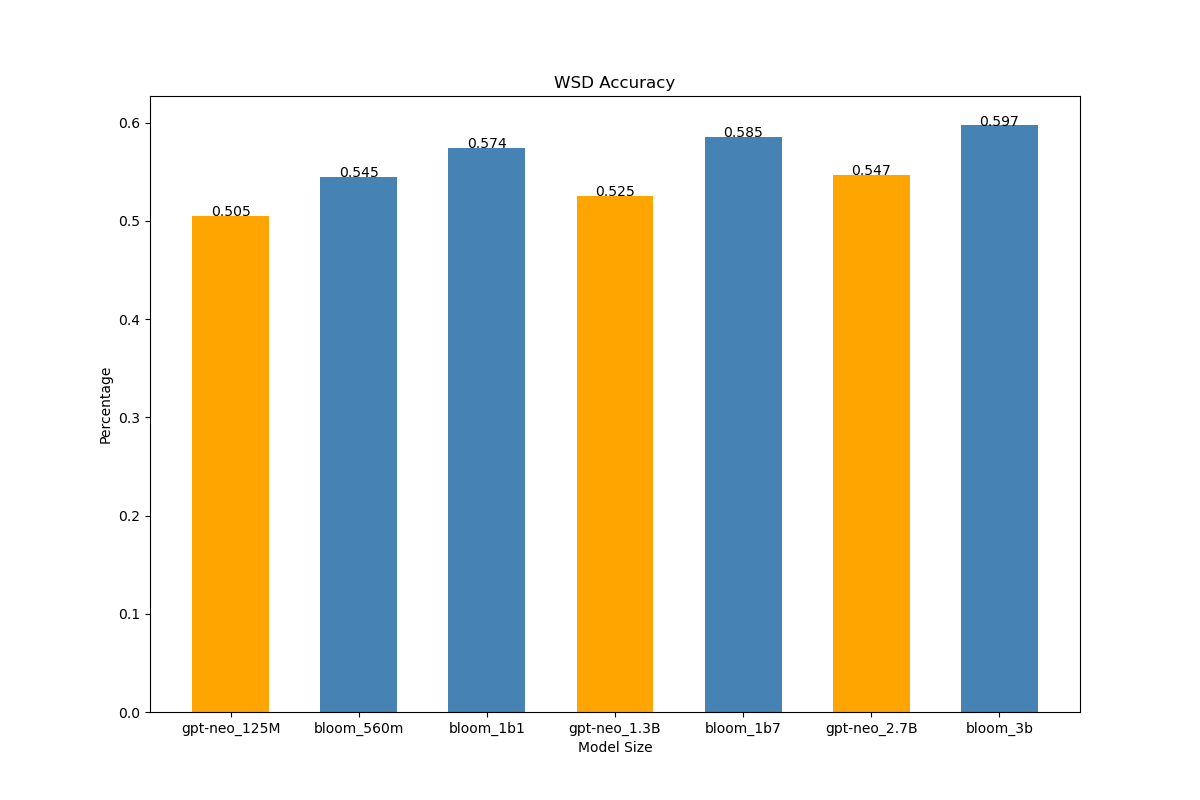 WSD Accuracy
Percentage
0.6
0.5
0.4
0.3
0.2
0.1
0.0
0.505
0.545
0.574
0.525
0.585
0.547
0.597
gpt-neo_125M
bloom_560m
bloom_1b1
gpt-neo_1.3B
bloom_1b7
gpt-neo_2.7B
bloom_3b
Model Size